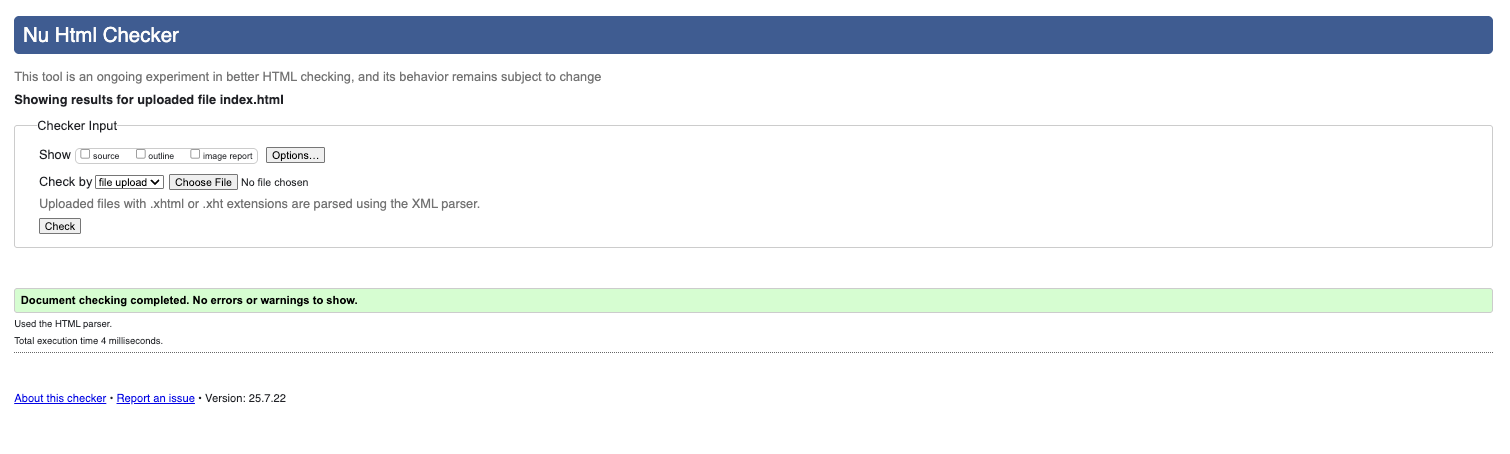 Nu Html Checker
This tool is an ongoing experiment in better HTML checking, and its behavior remains subject to change
Showing results for uploaded file index.html
Checker Input
Show source outline image report Options...
Check by file upload Choose File No file chosen
Uploaded files with .xhtml or .xht extensions are parsed using the XML parser.
Check
Document checking completed. No errors or warnings to show.
Used the HTML parser.
Total execution time 4 milliseconds.
About this checker • Report an issue • Version: 25.7.22